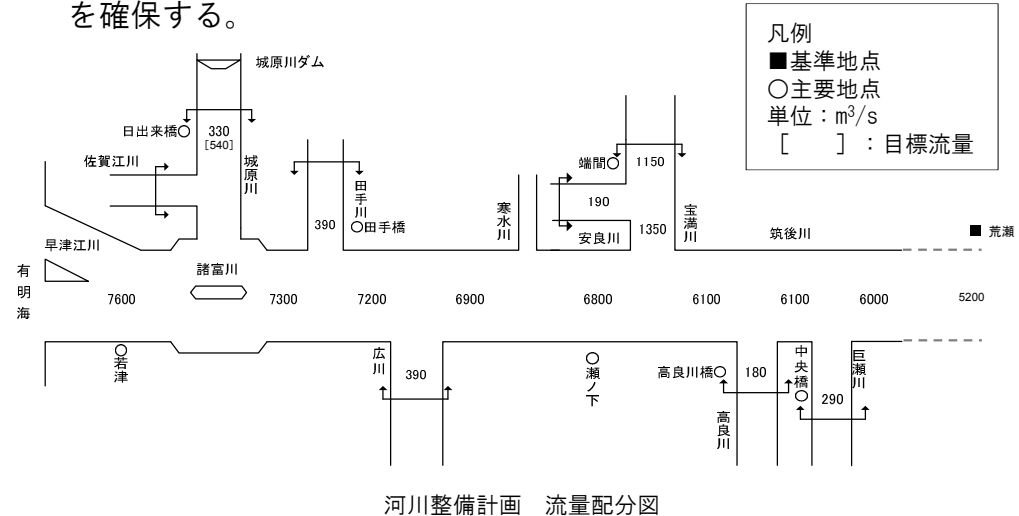 を確保する。
凡例
■基準地点
○主要地点
単位：m³/s
[　　]：目標流量
城原川ダム
日出来橋○
330
[540]
佐賀江川
城原川
田手川
390
○田手橋
寒水川
端間○
1150
190
安良川
1350
宝満川
筑後川
■ 荒瀬
早津江川
有明海
諸富川
7600
7300
7200
6900
6800
6100
6100
6000
5200
○若津
広川
390
○瀬ノ下
高良川橋○
180
高良川
中央橋○
290
巨瀬川
河川整備計画　流量配分図